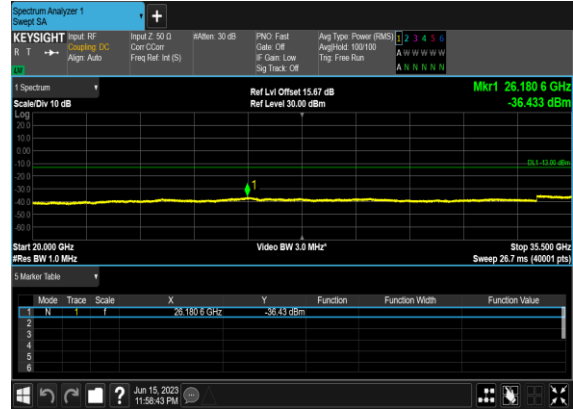 Spectrum Analyzer 1
Swept SA
KEYSIGHT
R T
LM
Input: RF
Coupling: DC
Align: Auto
Input Z: 50 Ω
Corr CCorr
Freq Ref: Int (S)
#Atten: 30 dB
PNO: Fast
Gate: Off
IF Gain: Low
Sig Track: Off
Avg Type: Power (RMS)
Avg|Hold: 100/100
Trig: Free Run
1 2 3 4 5 6
A W W W W W
A N N N N N
1 Spectrum
Scale/Div 10 dB
Ref Lvl Offset 15.67 dB
Ref Level 30.00 dBm
Mkr1 26.180 6 GHz
-36.433 dBm
Log
20.0
10.0
0.00
-10.0
-20.0
-30.0
-40.0
-50.0
-60.0
DL1 -13.00 dBm
1
Start 20.000 GHz
#Res BW 1.0 MHz
Video BW 3.0 MHz*
Stop 35.500 GHz
Sweep 26.7 ms (40001 pts)
5 Marker Table
Mode Trace Scale X Y Function Function Width Function Value
1 N 1 f 26.180 6 GHz -36.43 dBm
2
3
4
5
6
Jun 15, 2023
11:58:43 PM